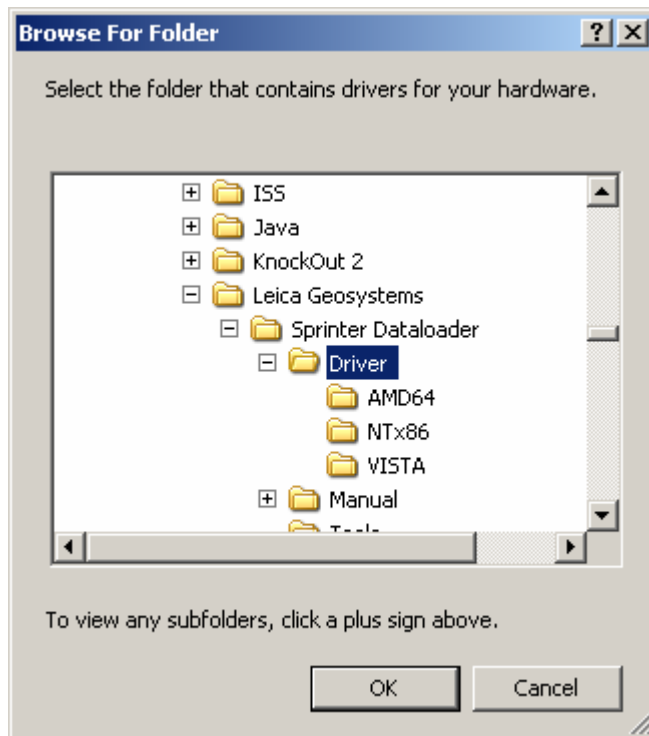 Browse For Folder
Select the folder that contains drivers for your hardware.
ISS
Java
KnockOut 2
Leica Geosystems
Sprinter Dataloader
Driver
AMD64
NTx86
VISTA
Manual
Tools
To view any subfolders, click a plus sign above.
OK Cancel